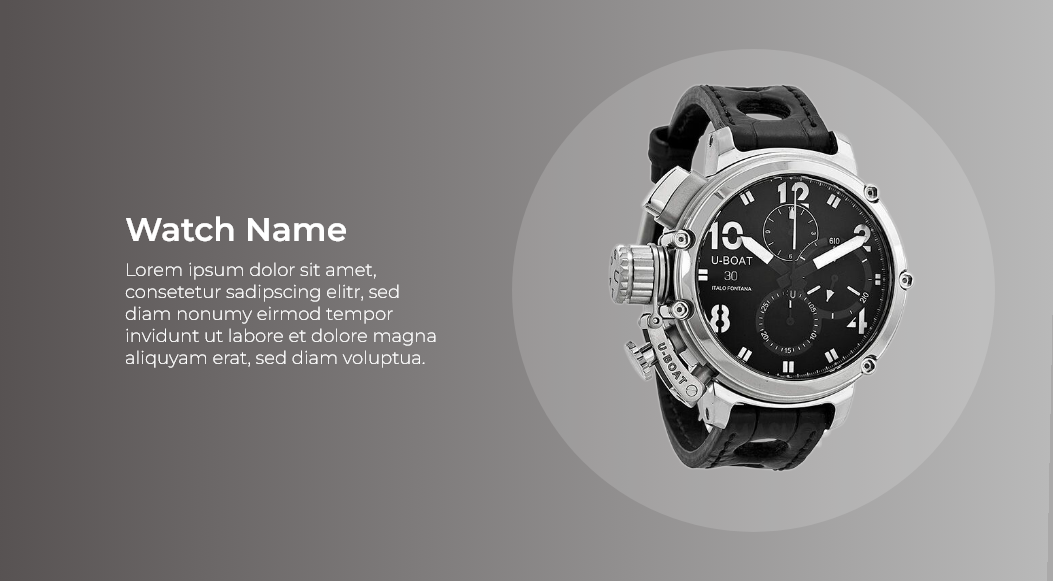 Watch Name
Lorem ipsum dolor sit amet,
consetetur sadipscing elitr, sed
diam nonumy eirmod tempor
invidunt ut labore et dolore magna
aliquyam erat, sed diam voluptua.
12
10
2
U-BOAT
30
ITALO FONTANA
8
4
U-BOAT